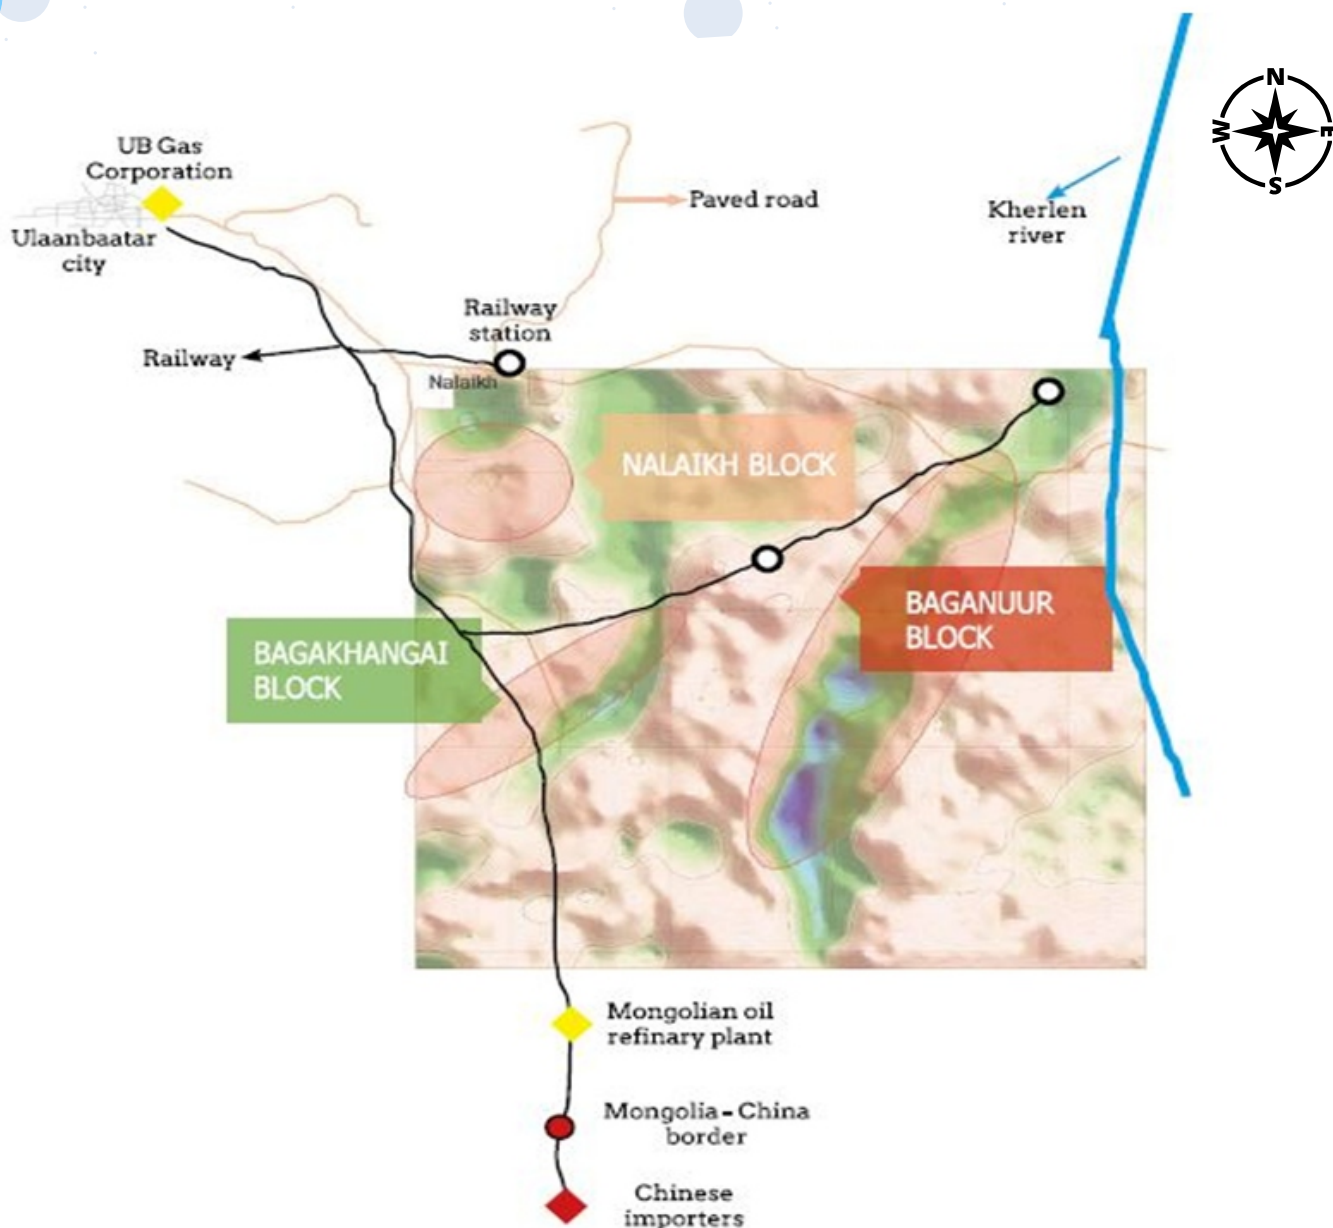 N
W
E
S
UB Gas
Corporation
Ulaanbaatar
city
Paved road
Kherlen
river
Railway
station
Railway
Nalaikh
NALAIKH BLOCK
BAGANUUR
BLOCK
BAGAKHANGAI
BLOCK
Mongolian oil
refinary plant
Mongolia - China
border
Chinese
importers